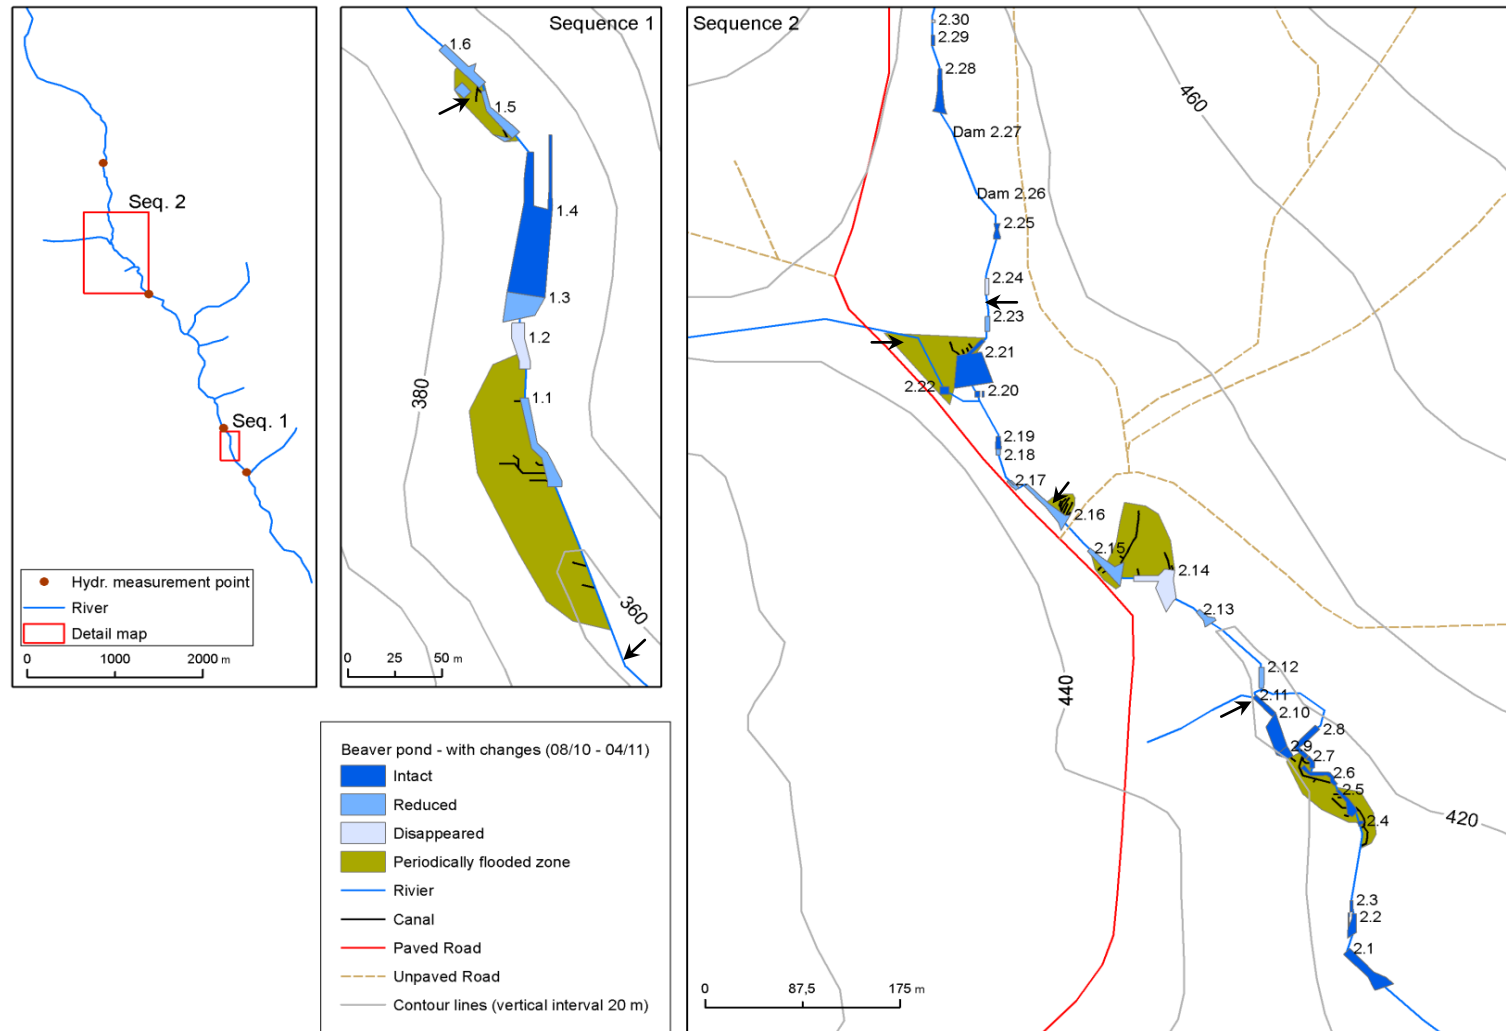 Seq. 2
Seq. 1
Hydr. measurement point
River
Detail map
0 1000 2000 m
Sequence 1
1.6
1.5
1.4
1.3
1.2
1.1
380
360
0 25 50 m
Sequence 2
2.30
2.29
2.28
460
Dam 2.27
Dam 2.26
2.25
2.24
2.23
2.21
2.22
2.20
2.19
2.18
2.17
2.16
2.15
2.14
2.13
2.12
2.11
2.10
2.8
2.9
2.7
2.6
2.5
2.4
440
420
2.3
2.2
2.1
0 87,5 175 m
Beaver pond - with changes (08/10 - 04/11)
Intact
Reduced
Disappeared
Periodically flooded zone
Rivier
Canal
Paved Road
Unpaved Road
Contour lines (vertical interval 20 m)